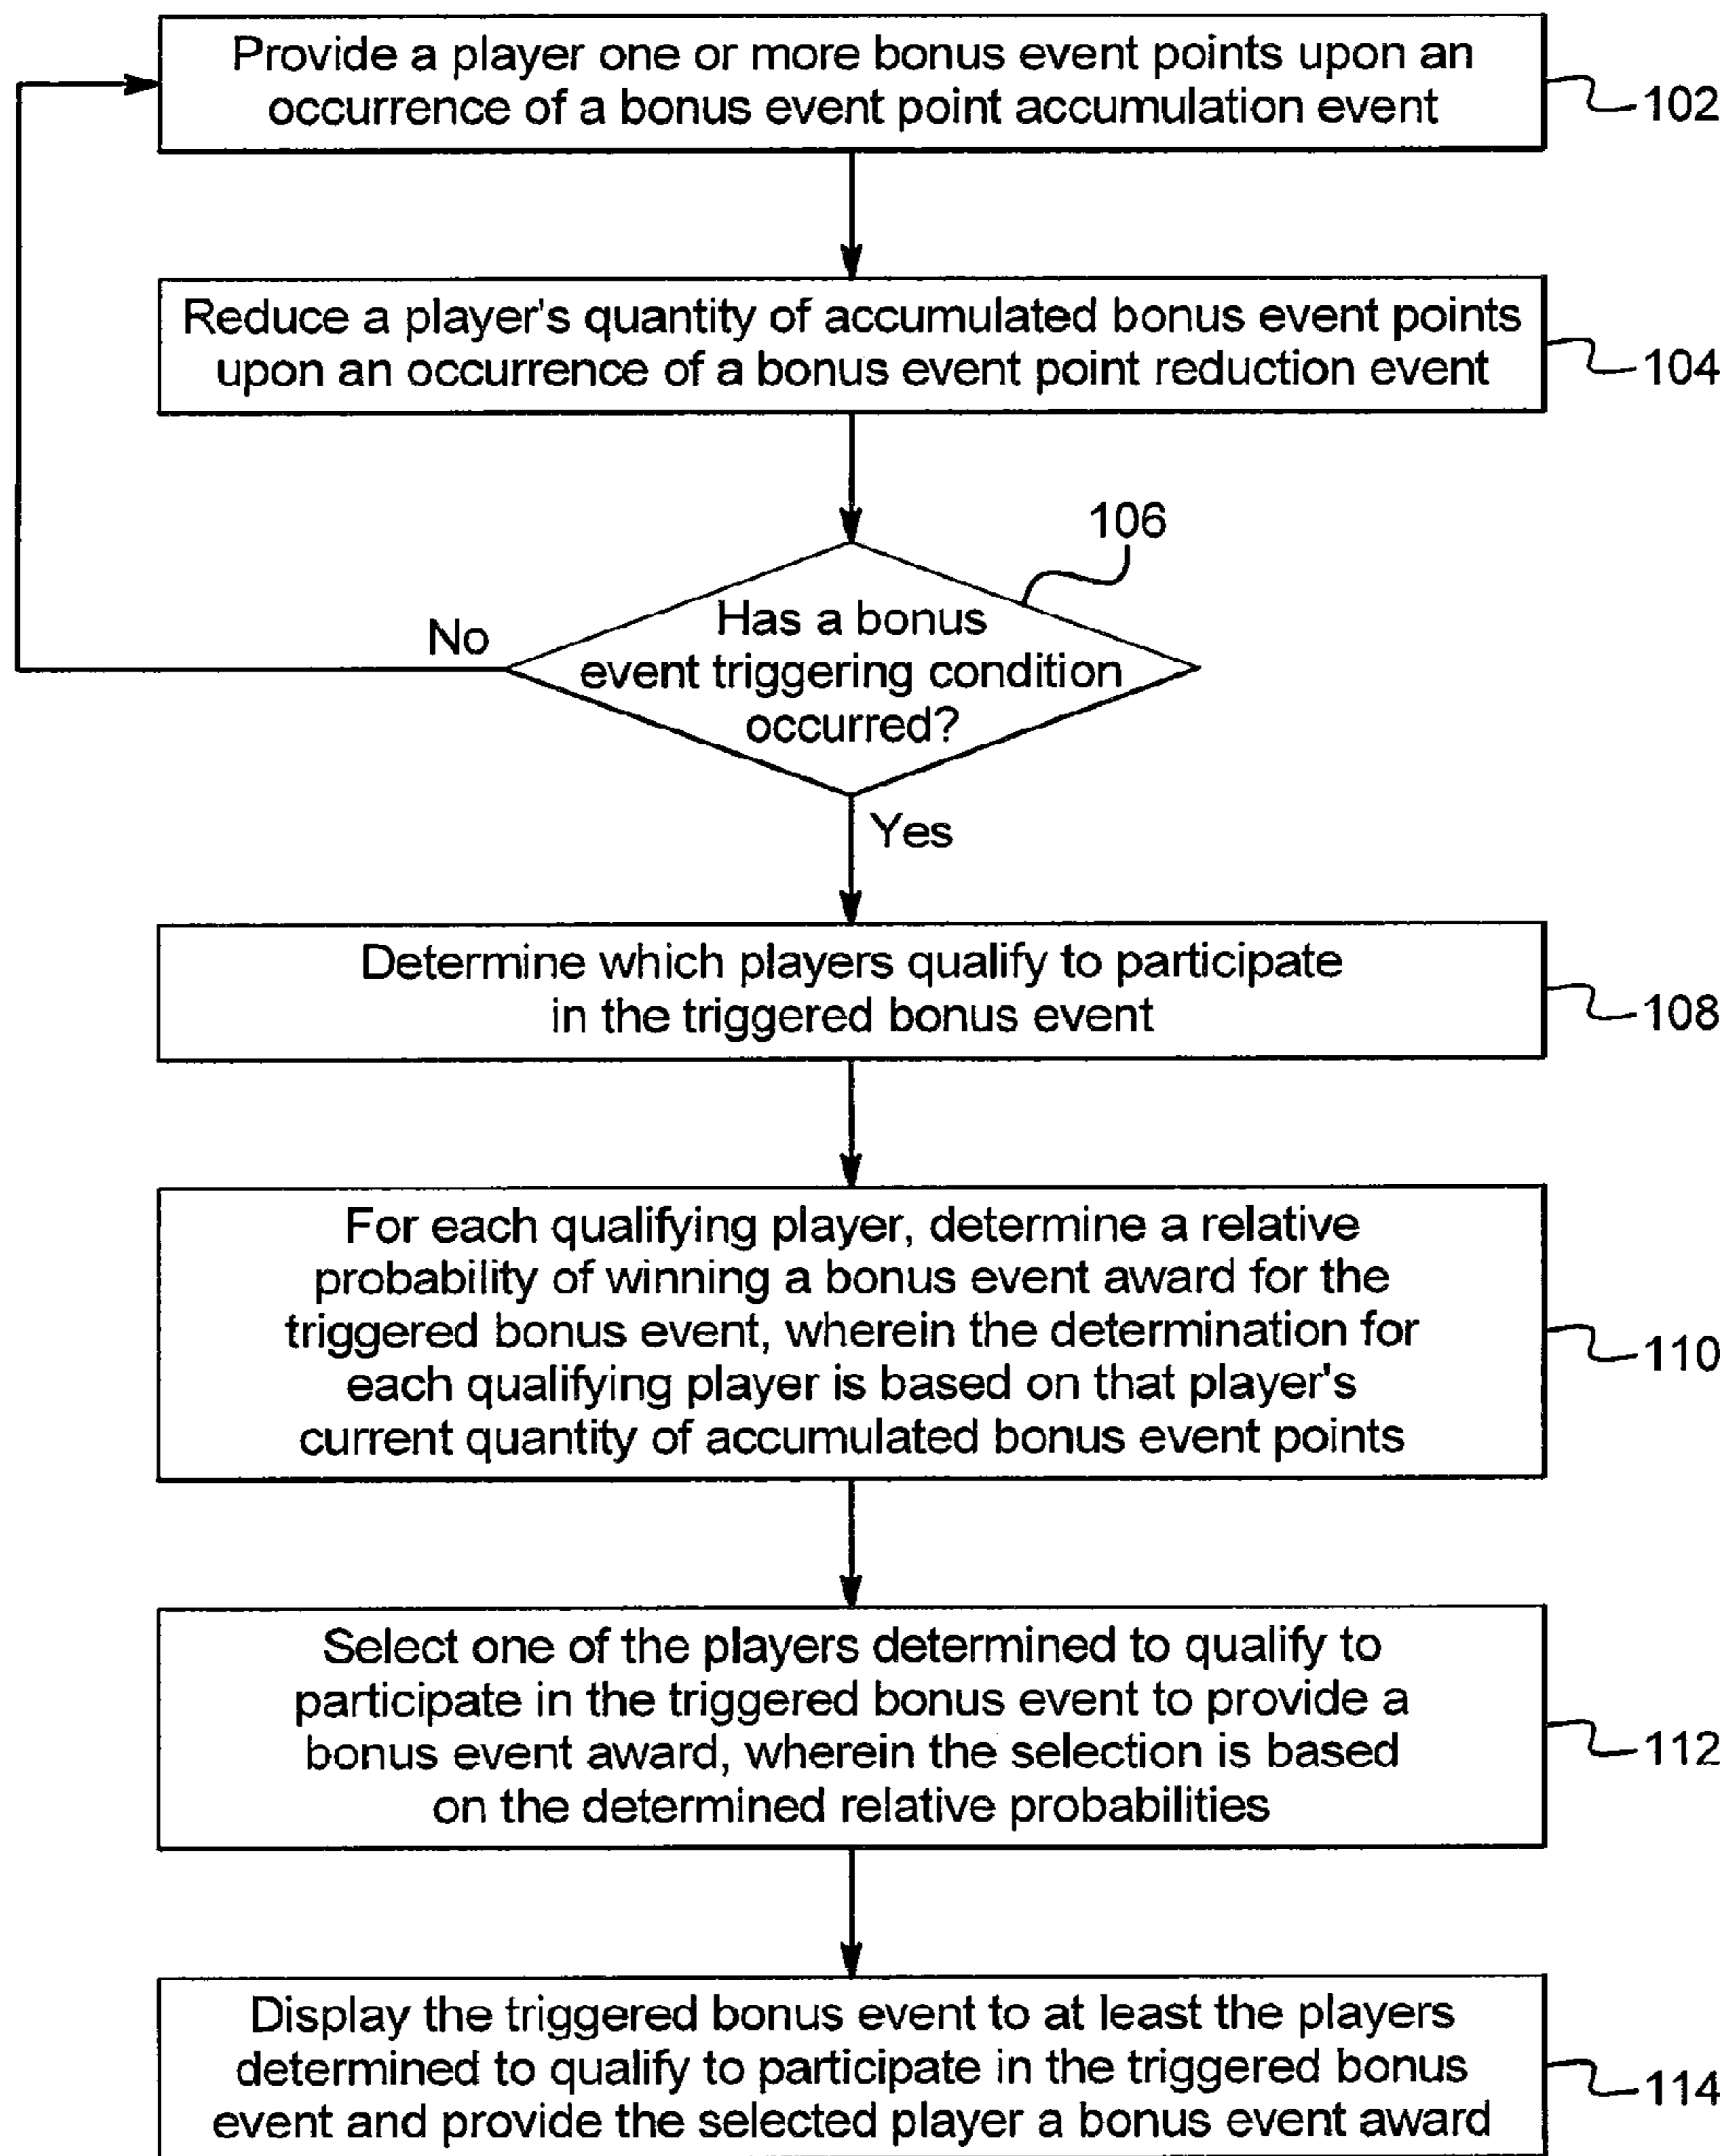 Provide a player one or more bonus event points upon an
occurrence of a bonus event point accumulation event
102
Reduce a player's quantity of accumulated bonus event points
upon an occurrence of a bonus event point reduction event
104
106
Has a bonus
event triggering condition
occurred?
No
Yes
Determine which players qualify to participate
in the triggered bonus event
108
For each qualifying player, determine a relative
probability of winning a bonus event award for the
triggered bonus event, wherein the determination for
each qualifying player is based on that player's
current quantity of accumulated bonus event points
110
Select one of the players determined to qualify to
participate in the triggered bonus event to provide a
bonus event award, wherein the selection is based
on the determined relative probabilities
112
Display the triggered bonus event to at least the players
determined to qualify to participate in the triggered bonus
event and provide the selected player a bonus event award
114